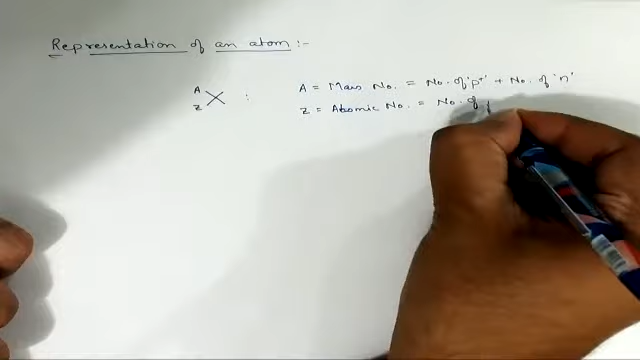 Representation of an atom :-
A
Z X : A = Mass No. = No. of 'p⁺' + No. of 'n'
Z = Atomic No. = No. of